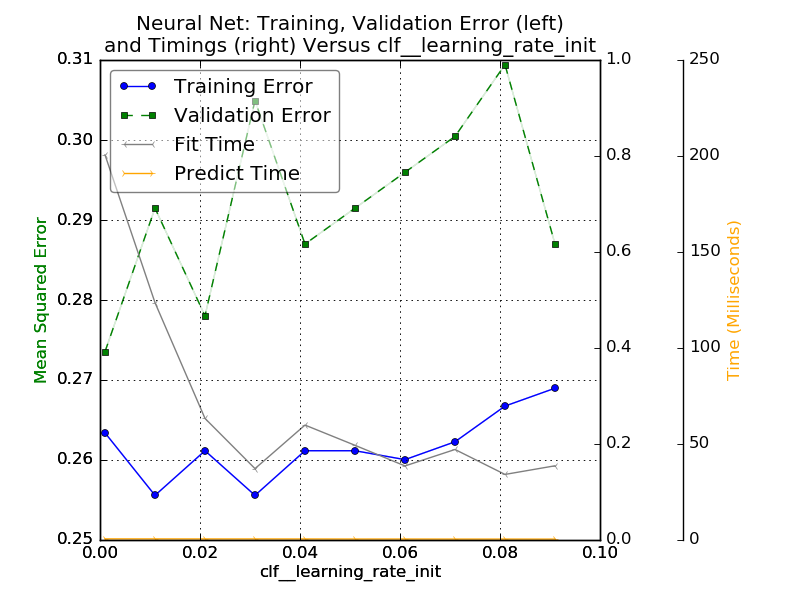 Neural Net: Training, Validation Error (left)
and Timings (right) Versus clf__learning_rate_init
Training Error
Validation Error
Fit Time
Predict Time
Mean Squared Error
0.31
0.30
0.29
0.28
0.27
0.26
0.25
0.00 0.02 0.04 0.06 0.08 0.10
clf__learning_rate_init
1.0
0.8
0.6
0.4
0.2
0.0
250
200
150
100
50
0
Time (Milliseconds)